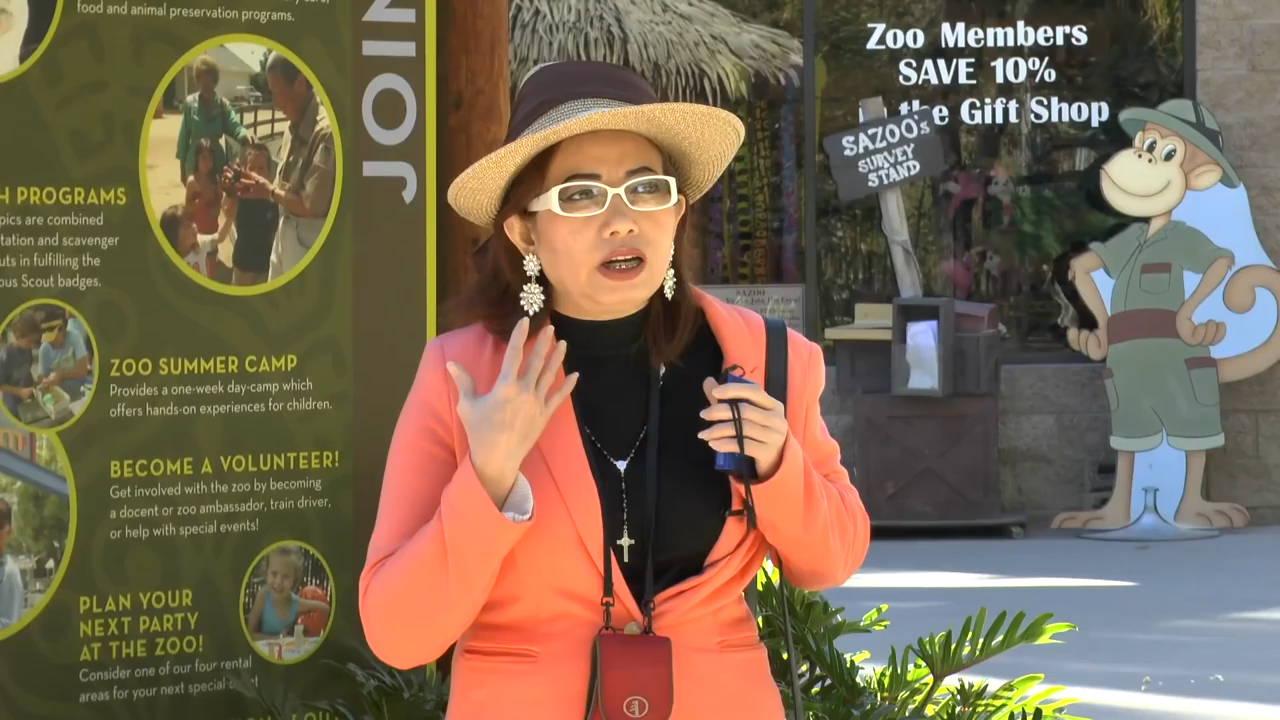 food and animal preservation programs.
JOIN
H PROGRAMS
pics are combined
tation and scavenger
uts in fulfilling the
ous Scout badges.
ZOO SUMMER CAMP
Provides a one-week day-camp which
offers hands-on experiences for children.
BECOME A VOLUNTEER!
Get involved with the zoo by becoming
a docent or zoo ambassador, train driver,
or help with special events!
PLAN YOUR
NEXT PARTY
AT THE ZOO!
Consider one of our four rental
areas for your next special
Zoo Members
SAVE 10%
the Gift Shop
SAZOO's
SURVEY
STAND
SAZOO